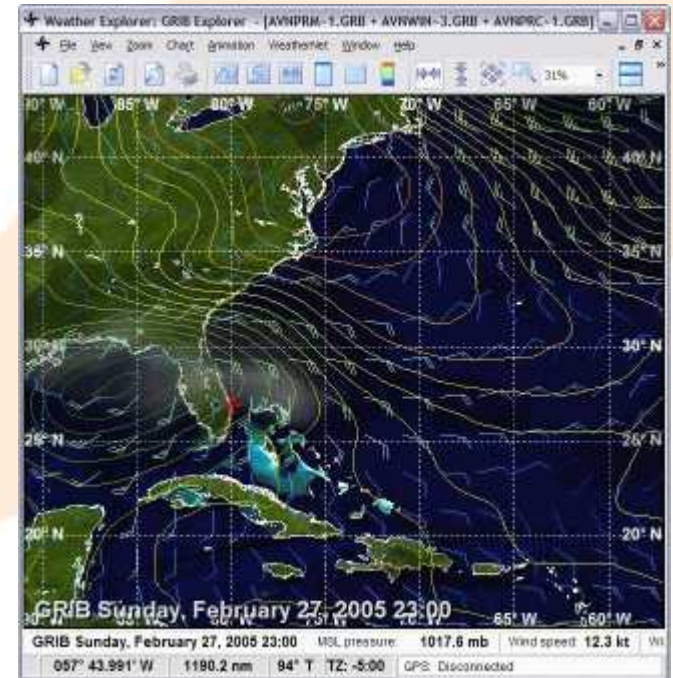 Weather Explorer: GRIB Explorer - [AVNPRM-1.GRB + AVNWIN-3.GRB + AVNPRC-1.GRB]
File View Zoom Chart Animation WeatherNet Window Help
31%
90° W 85° W 80° W 75° W 70° W 65° W 60° W
40° N 40° N
35° N 35° N
30° N 30° N
25° N 25° N
20° N 20° N
GRIB Sunday, February 27, 2005 23:00
65° W 60° W
GRIB Sunday, February 27, 2005 23:00 MSL pressure: 1017.6 mb Wind speed: 12.3 kt Wi
057° 43.991' W 1190.2 nm 94° T TZ: -5:00 GPS: Disconnected